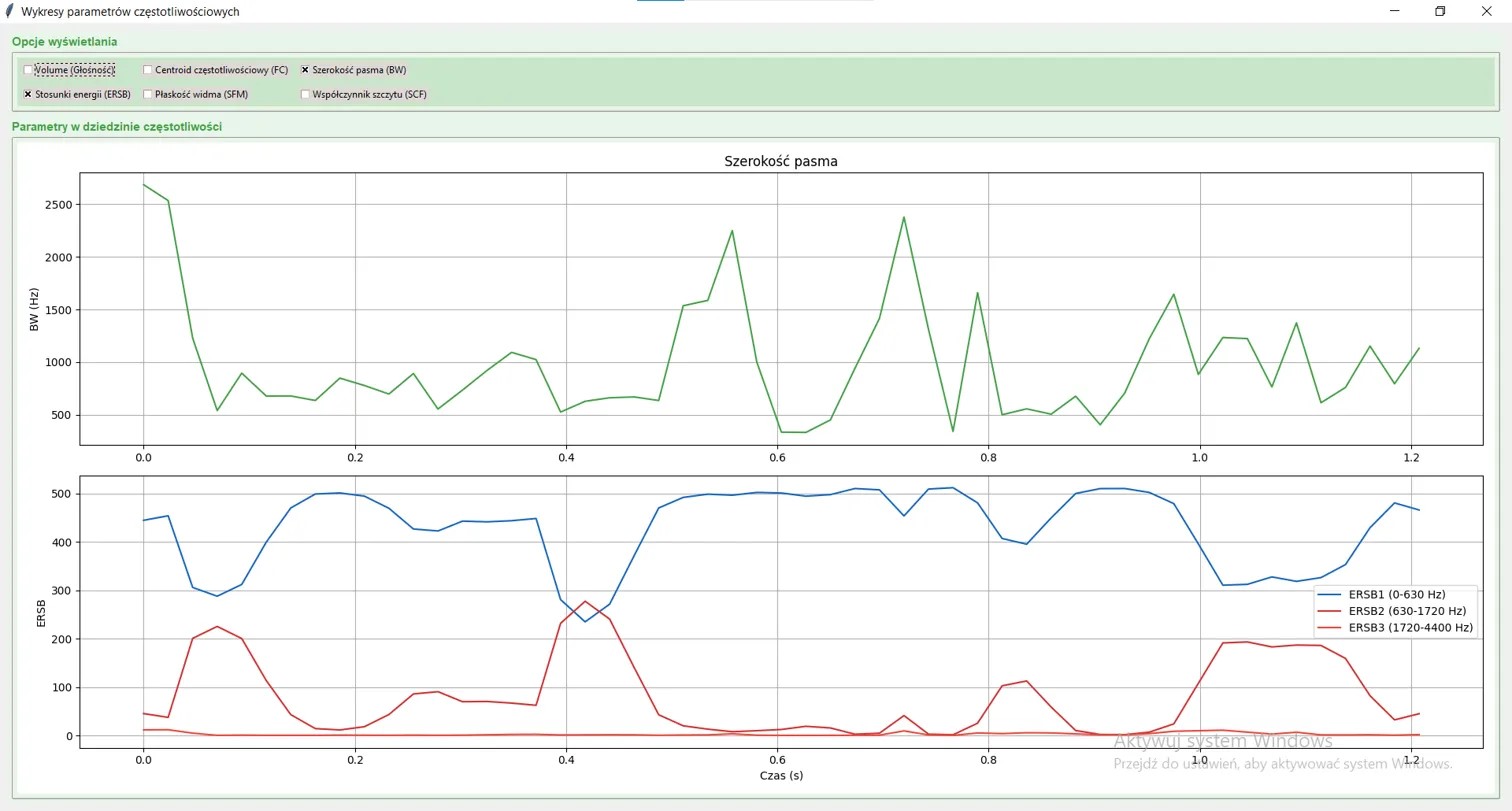 Wykresy parametrów częstotliwościowych
Opcje wyświetlania
Volume (Głośność) Centroid częstotliwościowy (FC) Szerokość pasma (BW)
Stosunki energii (ERSB) Płaskość widma (SFM) Współczynnik szczytu (SCF)
Parametry w dziedzinie częstotliwości
Szerokość pasma
2500
2000
1500
1000
500
BW (Hz)
0.0 0.2 0.4 0.6 0.8 1.0 1.2
500
400
300
200
100
0
ERSB
ERSB1 (0-630 Hz)
ERSB2 (630-1720 Hz)
ERSB3 (1720-4400 Hz)
0.0 0.2 0.4 0.6 0.8 1.0 1.2
Czas (s)
Aktywuj system Windows
Przejdź do ustawień, aby aktywować system Windows.